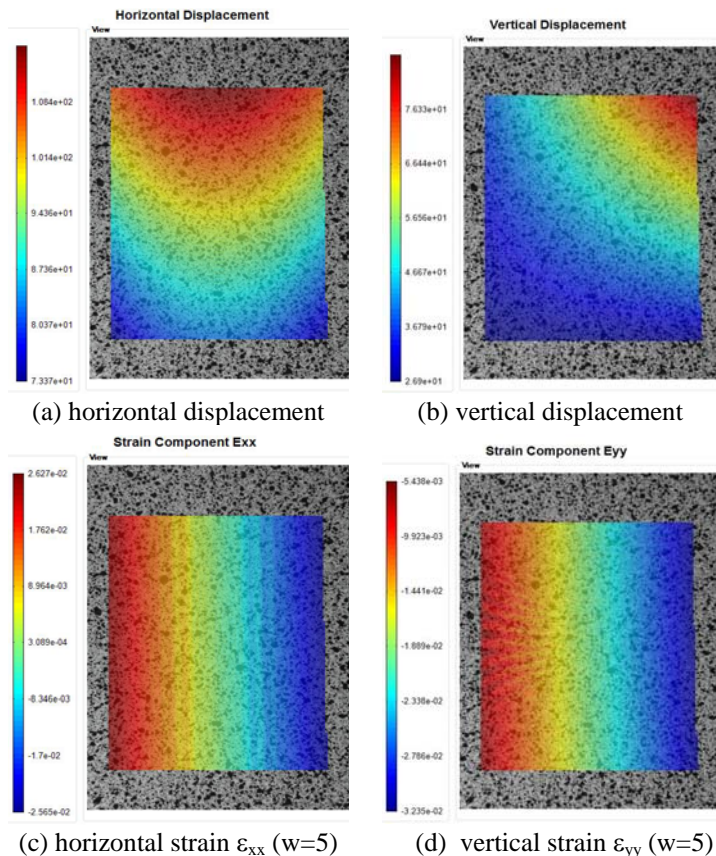 Horizontal Displacement
View
1.084e+02
1.014e+02
9.436e+01
8.736e+01
8.037e+01
7.337e+01
(a) horizontal displacement
Vertical Displacement
View
7.633e+01
6.644e+01
5.656e+01
4.667e+01
3.679e+01
2.69e+01
(b) vertical displacement
Strain Component Exx
View
2.627e-02
1.762e-02
8.964e-03
3.089e-04
-8.346e-03
-1.7e-02
-2.565e-02
(c) horizontal strain εxx (w=5)
Strain Component Eyy
View
-5.438e-03
-9.923e-03
-1.441e-02
-1.889e-02
-2.338e-02
-2.786e-02
-3.235e-02
(d) vertical strain εyy (w=5)